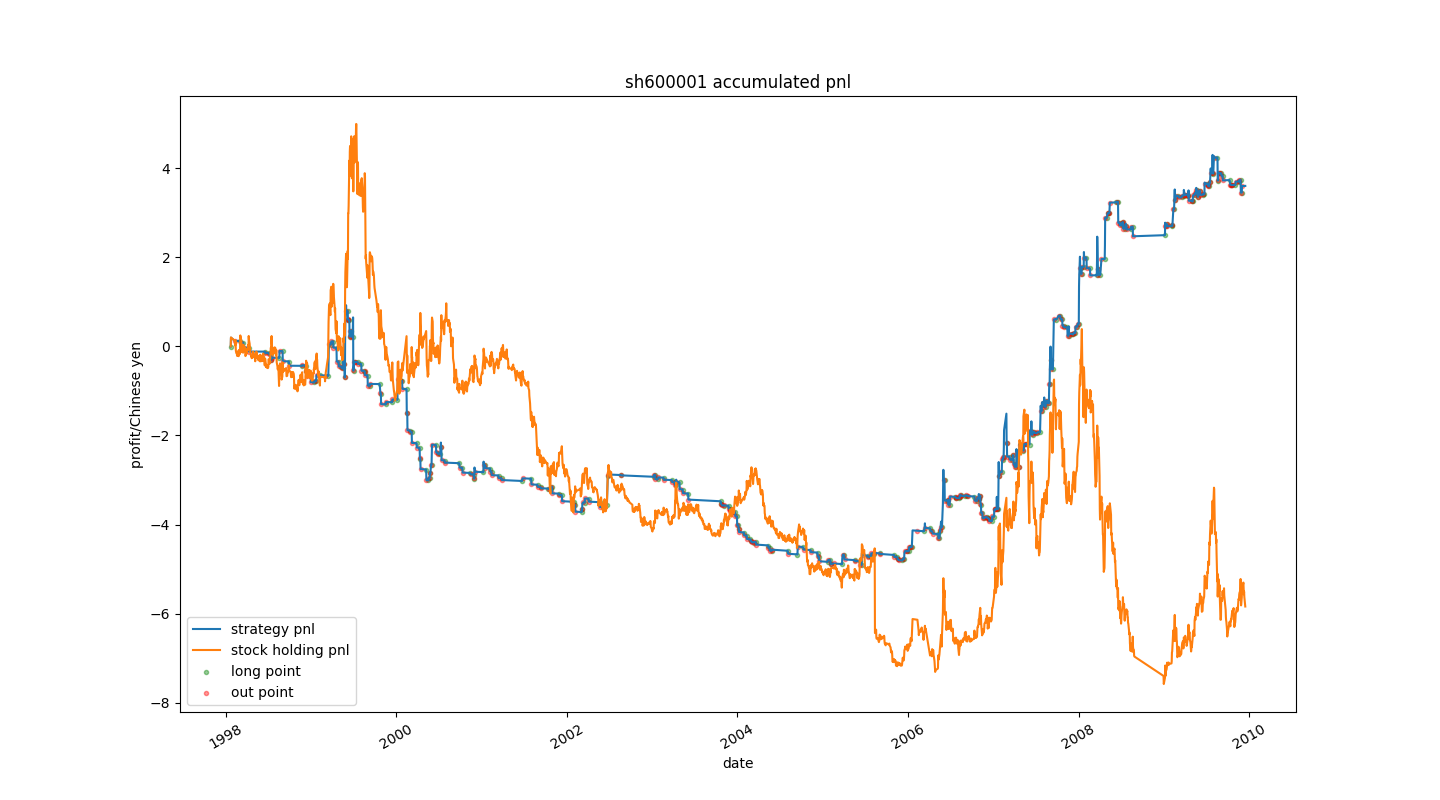 sh600001 accumulated pnl
profit/Chinese yen
4
2
0
−2
−4
−6
−8
strategy pnl
stock holding pnl
long point
out point
1998
2000
2002
2004
2006
2008
2010
date